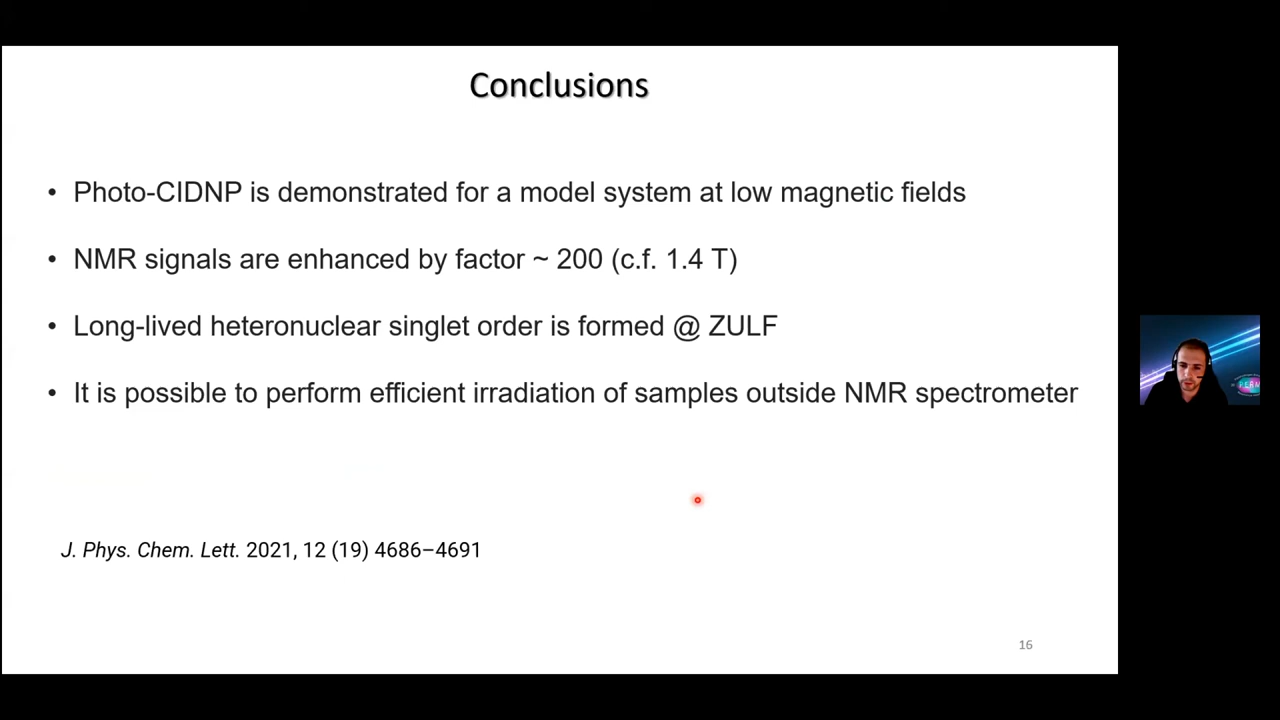 Conclusions
• Photo-CIDNP is demonstrated for a model system at low magnetic fields
• NMR signals are enhanced by factor ~ 200 (c.f. 1.4 T)
• Long-lived heteronuclear singlet order is formed @ ZULF
• It is possible to perform efficient irradiation of samples outside NMR spectrometer
J. Phys. Chem. Lett. 2021, 12 (19) 4686–4691
16